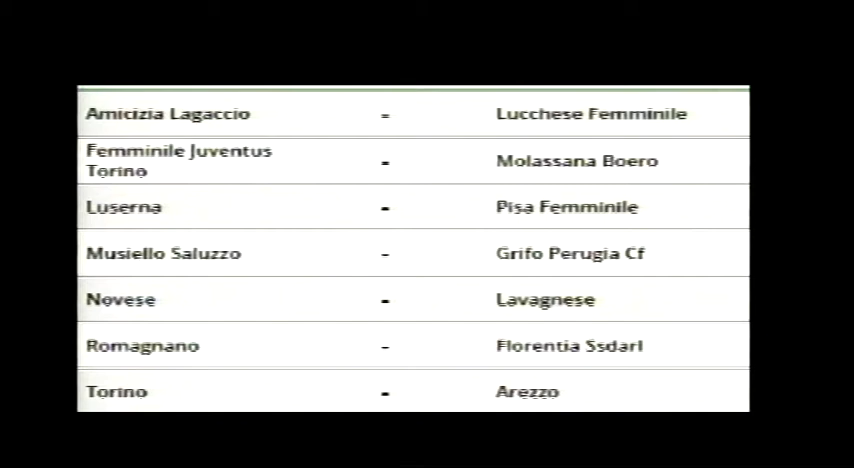 Amicizia Lagaccio - Lucchese Femminile
Femminile Juventus
Torino - Molassana Boero
Luserna - Pisa Femminile
Musiello Saluzzo - Grifo Perugia Cf
Novese - Lavagnese
Romagnano - Florentia Ssdarl
Torino - Arezzo